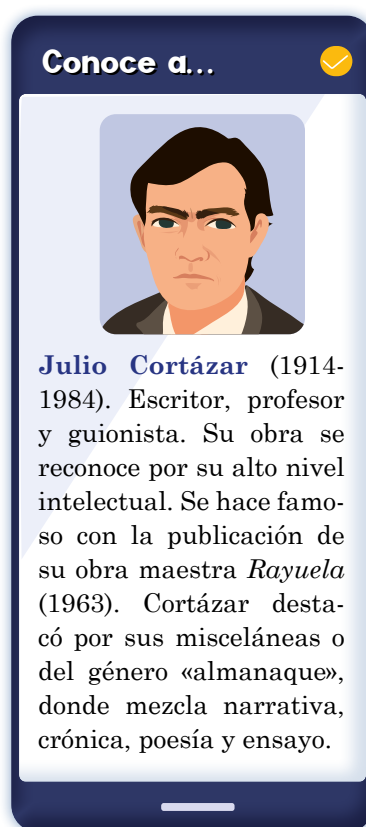 Conoce a...
Julio Cortázar (1914-
1984). Escritor, profesor
y guionista. Su obra se
reconoce por su alto nivel
intelectual. Se hace famo-
so con la publicación de
su obra maestra Rayuela
(1963). Cortázar desta-
có por sus misceláneas o
del género «almanaque»,
donde mezcla narrativa,
crónica, poesía y ensayo.